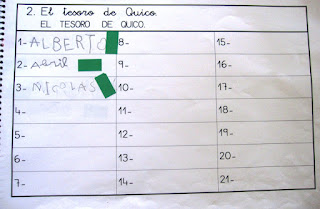 2. El tesoro de Quico.
EL TESORO DE QUICO.
1- ALBERTO 8- 15-
2- abril 9- 16-
3- NICOLAS 10- 17-
4- 11- 18-
5- 12- 19-
6- 13- 20-
7- 14- 21-